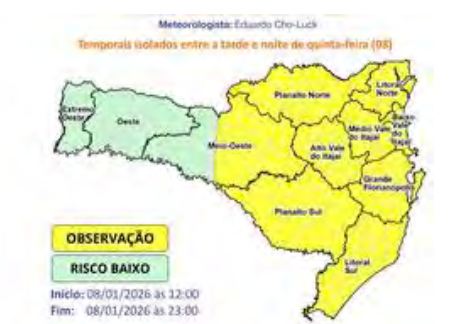 Meteorologista: Eduardo Cho-Luck
Temporais isolados entre a tarde e noite de quinta-feira (08)
Planalto Norte
Litoral
Norte
Extremo
Oeste
Oeste
Baixo
Vale
do
Itajaí
Médio Vale
do Itajaí
Meio-Oeste
Alto Vale
do Itajaí
Grande
Florianópolis
Planalto Sul
Litoral
Sul
OBSERVAÇÃO
RISCO BAIXO
Início: 08/01/2026 às 12:00
Fim: 08/01/2026 às 23:00